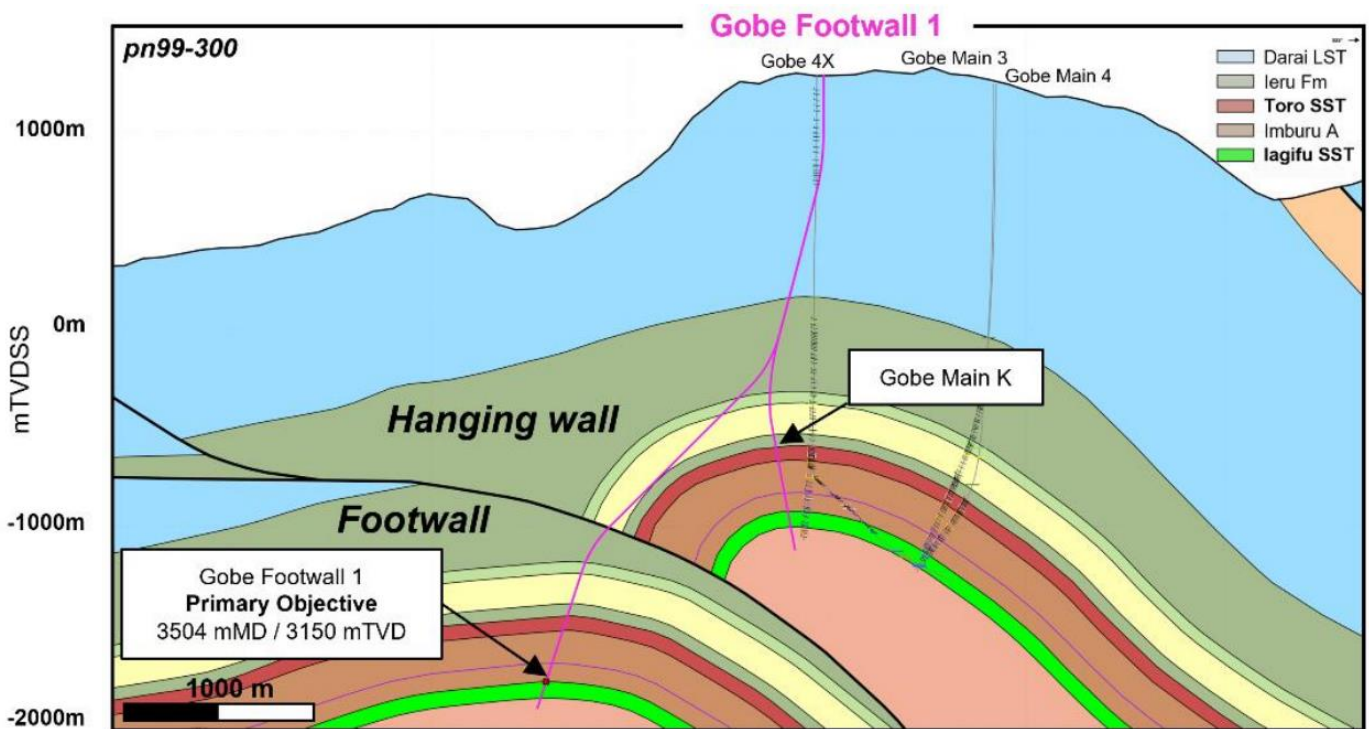 Gobe Footwall 1
pn99-300
Gobe 4X
Gobe Main 3
Gobe Main 4
Darai LST
Ieru Fm
Toro SST
Imburu A
Iagifu SST
1000m
0m
-1000m
-2000m
mTVDSS
Gobe Main K
Hanging wall
Footwall
Gobe Footwall 1
Primary Objective
3504 mMD / 3150 mTVD
1000 m